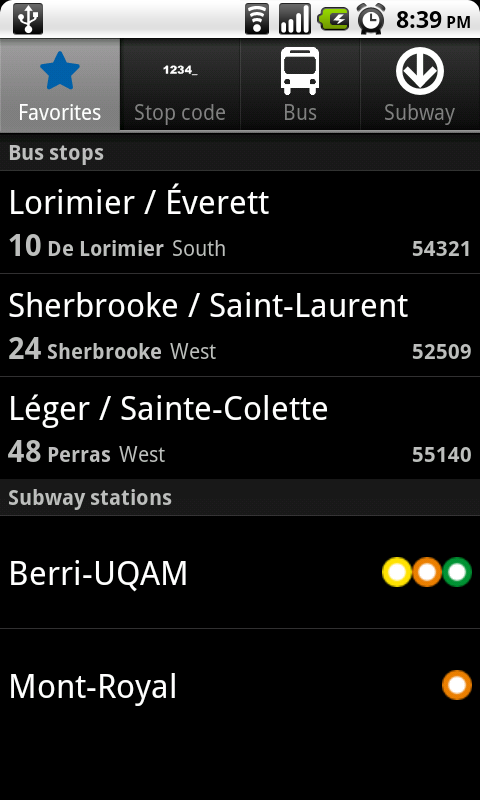 8:39 PM
1234_
Favorites Stop code Bus Subway
Bus stops
Lorimier / Éverett
10 De Lorimier South 54321
Sherbrooke / Saint-Laurent
24 Sherbrooke West 52509
Léger / Sainte-Colette
48 Perras West 55140
Subway stations
Berri-UQAM
Mont-Royal